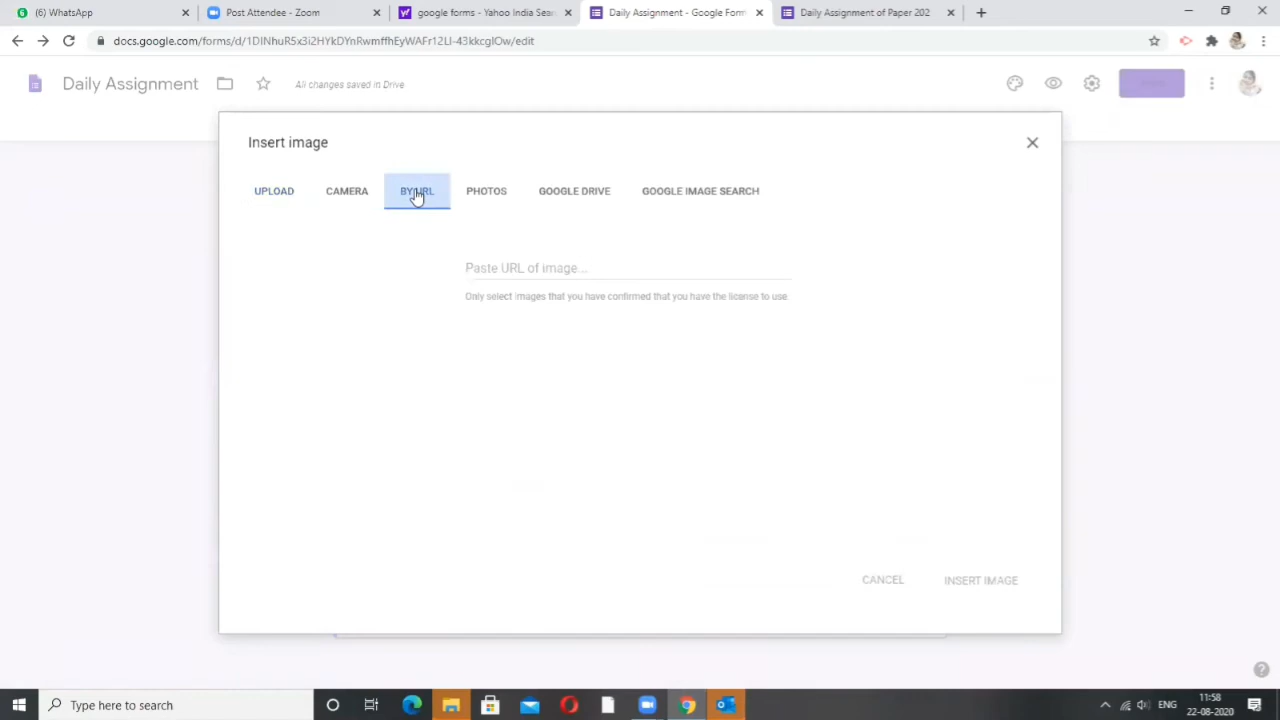 (6) WhatsApp
Post Attendee - Zoom
google forms - Yahoo India Sear
Daily Assignment - Google Form
Daily Assignment of Paper 202
docs.google.com/forms/d/
/edit
Daily Assignment
All changes saved in Drive
Insert image
UPLOAD
CAMERA
BY URL
PHOTOS
GOOGLE DRIVE
GOOGLE IMAGE SEARCH
Paste URL of image...
Only select images that you have confirmed that you have the license to use.
CANCEL
INSERT IMAGE
Type here to search
ENG
11:58
22-08-2020